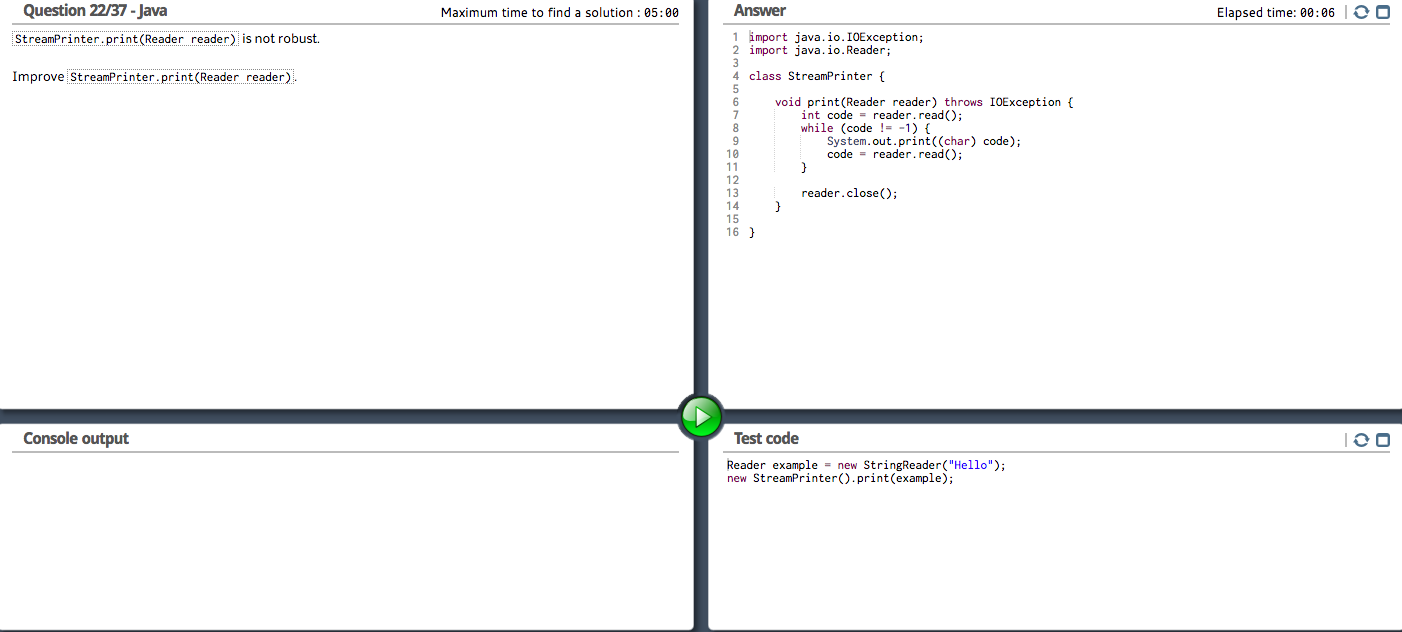 Question 22/37 - Java
Maximum time to find a solution : 05:00
StreamPrinter.print(Reader reader) is not robust.
Improve StreamPrinter.print(Reader reader).
Answer
Elapsed time: 00:06
1 import java.io.IOException;
2 import java.io.Reader;
3
4 class StreamPrinter {
5
6     void print(Reader reader) throws IOException {
7         int code = reader.read();
8         while (code != -1) {
9             System.out.print((char) code);
10             code = reader.read();
11         }
12
13         reader.close();
14     }
15
16 }
Console output
Test code
Reader example = new StringReader("Hello");
new StreamPrinter().print(example);